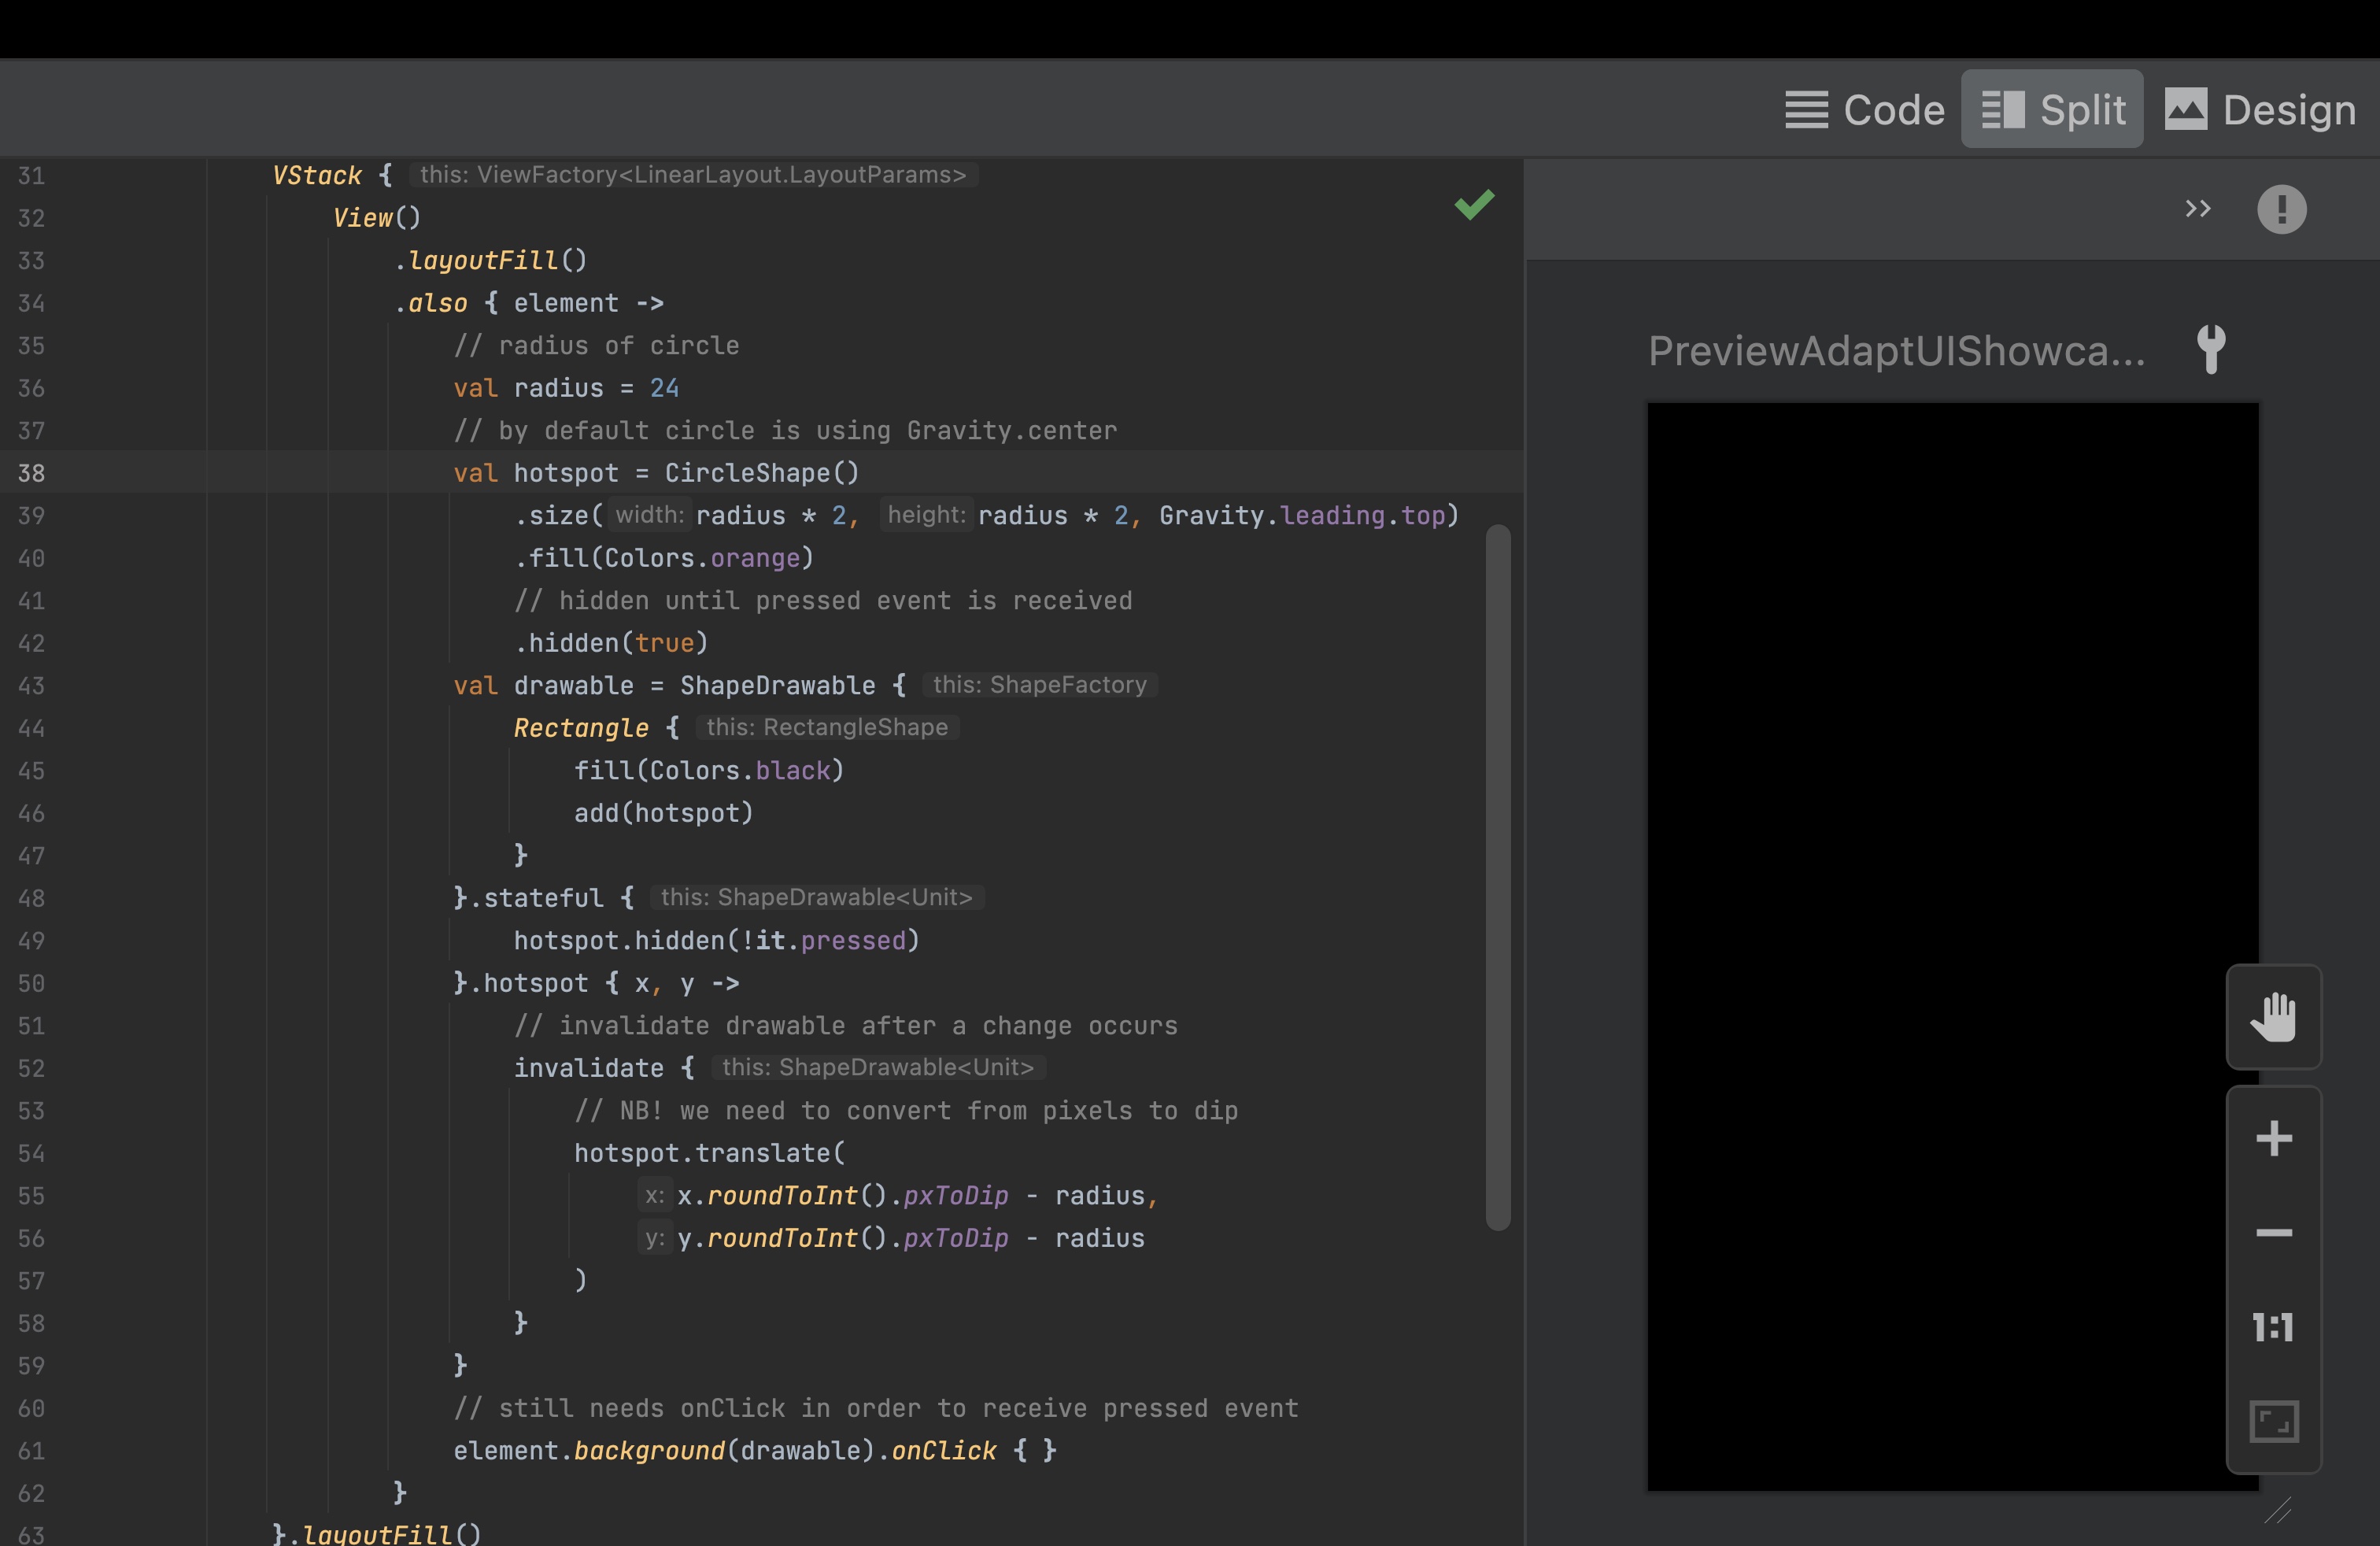 Code Split Design
31 VStack { this: ViewFactory<LinearLayout.LayoutParams>
32 View()
33 .layoutFill()
34 .also { element ->
35 // radius of circle
36 val radius = 24
37 // by default circle is using Gravity.center
38 val hotspot = CircleShape()
39 .size( width: radius * 2, height: radius * 2, Gravity.leading.top)
40 .fill(Colors.orange)
41 // hidden until pressed event is received
42 .hidden(true)
43 val drawable = ShapeDrawable { this: ShapeFactory
44 Rectangle { this: RectangleShape
45 fill(Colors.black)
46 add(hotspot)
47 }
48 }.stateful { this: ShapeDrawable<Unit>
49 hotspot.hidden(!it.pressed)
50 }.hotspot { x, y ->
51 // invalidate drawable after a change occurs
52 invalidate { this: ShapeDrawable<Unit>
53 // NB! we need to convert from pixels to dip
54 hotspot.translate(
55 x: x.roundToInt().pxToDip - radius,
56 y: y.roundToInt().pxToDip - radius
57 )
58 }
59 }
60 // still needs onClick in order to receive pressed event
61 element.background(drawable).onClick { }
62 }
63 }.layoutFill()
PreviewAdaptUIShowca...
1:1